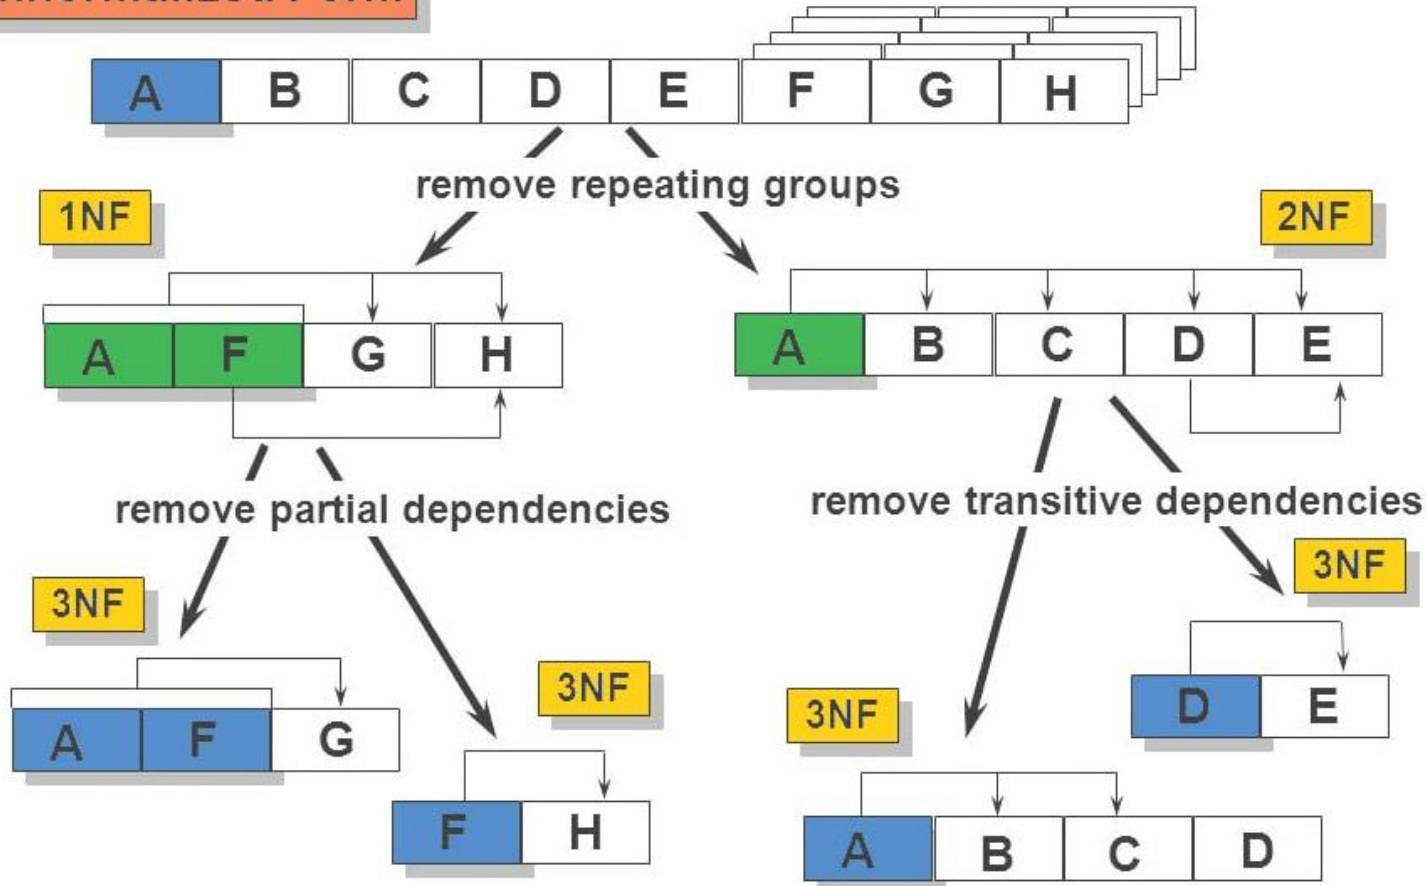 A B C D E F G H
remove repeating groups
1NF
2NF
A F G H
A B C D E
remove partial dependencies
remove transitive dependencies
3NF
3NF
3NF
3NF
A F G
D E
F H
A B C D